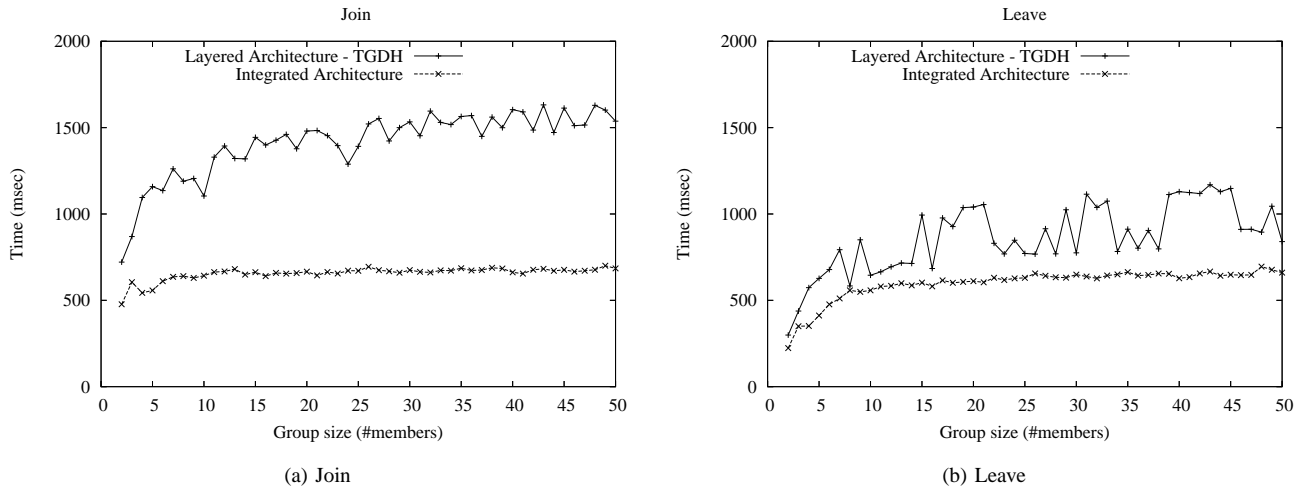 Join
2000
1500
1000
500
0
Time (msec)
Layered Architecture - TGDH
Integrated Architecture
0 5 10 15 20 25 30 35 40 45 50
Group size (#members)
(a) Join
Leave
2000
1500
1000
500
0
Time (msec)
Layered Architecture - TGDH
Integrated Architecture
0 5 10 15 20 25 30 35 40 45 50
Group size (#members)
(b) Leave